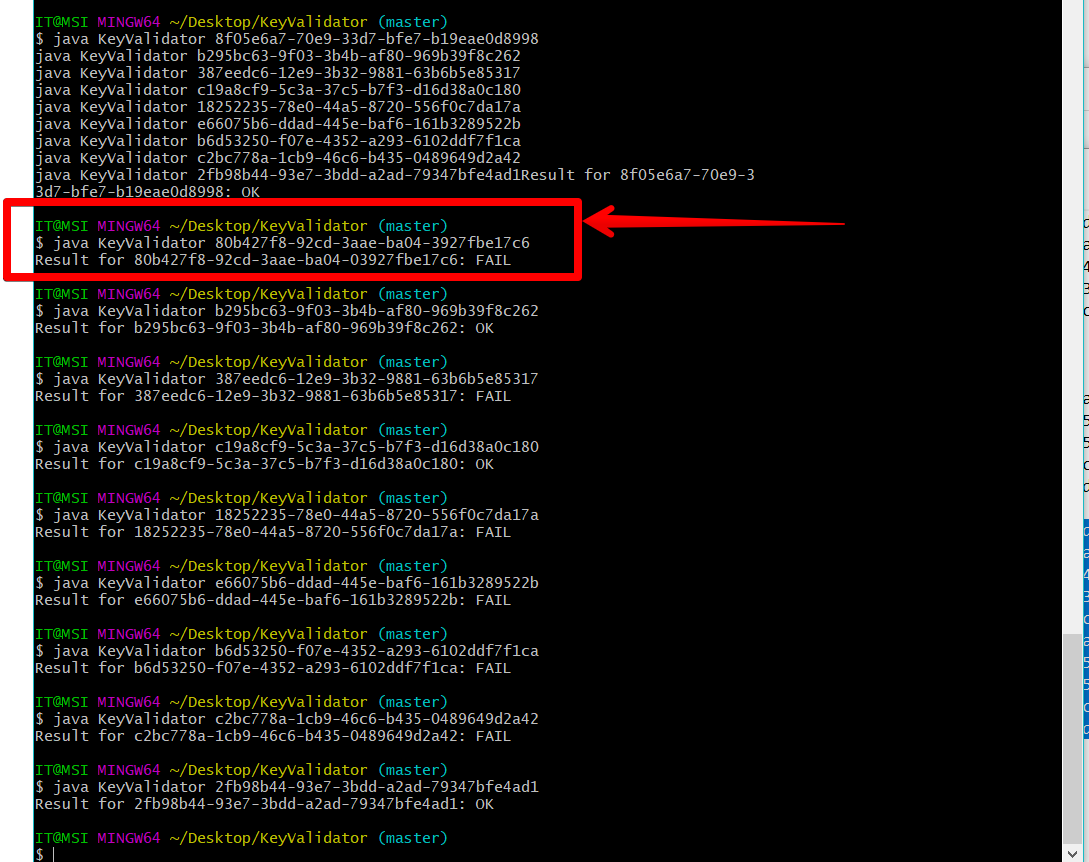 IT@MSI MINGW64 ~/Desktop/KeyValidator (master)
$ java KeyValidator 8f05e6a7-70e9-33d7-bfe7-b19eae0d8998
java KeyValidator b295bc63-9f03-3b4b-af80-969b39f8c262
java KeyValidator 387eedc6-12e9-3b32-9881-63b6b5e85317
java KeyValidator c19a8cf9-5c3a-37c5-b7f3-d16d38a0c180
java KeyValidator 18252235-78e0-44a5-8720-556f0c7da17a
java KeyValidator e66075b6-ddad-445e-baf6-161b3289522b
java KeyValidator b6d53250-f07e-4352-a293-6102ddf7f1ca
java KeyValidator c2bc778a-1cb9-46c6-b435-0489649d2a42
java KeyValidator 2fb98b44-93e7-3bdd-a2ad-79347bfe4ad1Result for 8f05e6a7-70e9-3
3d7-bfe7-b19eae0d8998: OK
IT@MSI MINGW64 ~/Desktop/KeyValidator (master)
$ java KeyValidator 80b427f8-92cd-3aae-ba04-3927fbe17c6
Result for 80b427f8-92cd-3aae-ba04-03927fbe17c6: FAIL
IT@MSI MINGW64 ~/Desktop/KeyValidator (master)
$ java KeyValidator b295bc63-9f03-3b4b-af80-969b39f8c262
Result for b295bc63-9f03-3b4b-af80-969b39f8c262: OK
IT@MSI MINGW64 ~/Desktop/KeyValidator (master)
$ java KeyValidator 387eedc6-12e9-3b32-9881-63b6b5e85317
Result for 387eedc6-12e9-3b32-9881-63b6b5e85317: FAIL
IT@MSI MINGW64 ~/Desktop/KeyValidator (master)
$ java KeyValidator c19a8cf9-5c3a-37c5-b7f3-d16d38a0c180
Result for c19a8cf9-5c3a-37c5-b7f3-d16d38a0c180: OK
IT@MSI MINGW64 ~/Desktop/KeyValidator (master)
$ java KeyValidator 18252235-78e0-44a5-8720-556f0c7da17a
Result for 18252235-78e0-44a5-8720-556f0c7da17a: FAIL
IT@MSI MINGW64 ~/Desktop/KeyValidator (master)
$ java KeyValidator e66075b6-ddad-445e-baf6-161b3289522b
Result for e66075b6-ddad-445e-baf6-161b3289522b: FAIL
IT@MSI MINGW64 ~/Desktop/KeyValidator (master)
$ java KeyValidator b6d53250-f07e-4352-a293-6102ddf7f1ca
Result for b6d53250-f07e-4352-a293-6102ddf7f1ca: FAIL
IT@MSI MINGW64 ~/Desktop/KeyValidator (master)
$ java KeyValidator c2bc778a-1cb9-46c6-b435-0489649d2a42
Result for c2bc778a-1cb9-46c6-b435-0489649d2a42: FAIL
IT@MSI MINGW64 ~/Desktop/KeyValidator (master)
$ java KeyValidator 2fb98b44-93e7-3bdd-a2ad-79347bfe4ad1
Result for 2fb98b44-93e7-3bdd-a2ad-79347bfe4ad1: OK
IT@MSI MINGW64 ~/Desktop/KeyValidator (master)
$